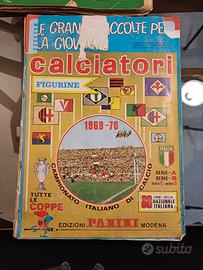 LE GRANDI RACCOLTE PER
LA GIOVENTÙ
calciatori
FIGURINE
1969-70
CAMPIONATO ITALIANO DI CALCIO
ITALIA
SERIE A
SERIE B
TUTTE
LE
COPPE
NAZIONALE
ITALIANA
EDIZIONI PANINI MODENA
subito